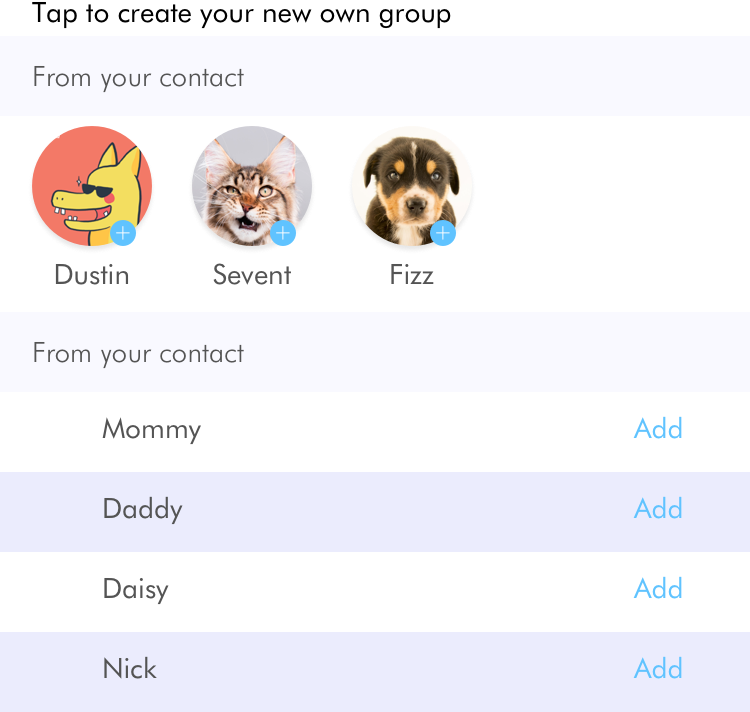 Tap to create your new own group
From your contact
Dustin Sevent Fizz
From your contact
Mommy Add
Daddy Add
Daisy Add
Nick Add